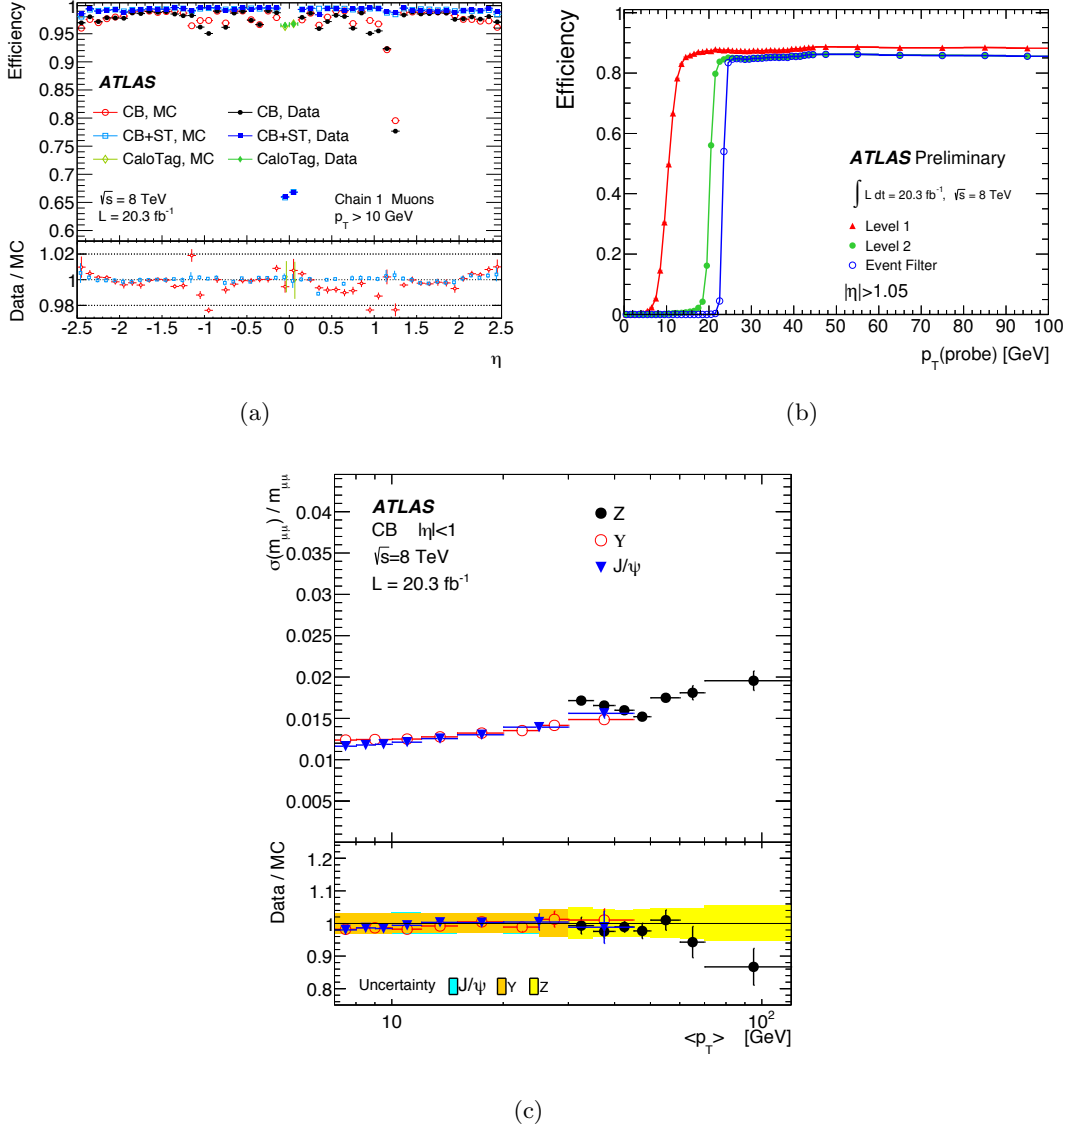 Efficiency
1
0.95
0.9
0.85
0.8
0.75
0.7
0.65
0.6
ATLAS
CB, MC
CB, Data
CB+ST, MC
CB+ST, Data
CaloTag, MC
CaloTag, Data
√s = 8 TeV
L = 20.3 fb⁻¹
Chain 1 Muons
p_T > 10 GeV
Data / MC
1.02
1
0.98
-2.5 -2 -1.5 -1 -0.5 0 0.5 1 1.5 2 2.5
η
(a)
Efficiency
1
0.8
0.6
0.4
0.2
0
ATLAS Preliminary
∫ L dt = 20.3 fb⁻¹, √s = 8 TeV
Level 1
Level 2
Event Filter
|η|>1.05
0 10 20 30 40 50 60 70 80 90 100
p_T(probe) [GeV]
(b)
σ(m_μμ) / m_μμ
0.04
0.035
0.03
0.025
0.02
0.015
0.01
0.005
ATLAS
CB |η|<1
√s=8 TeV
L = 20.3 fb⁻¹
Z
ϒ
J/ψ
Data / MC
1.2
1.1
1
0.9
0.8
Uncertainty J/ψ ϒ Z
10 10²
<p_T> [GeV]
(c)